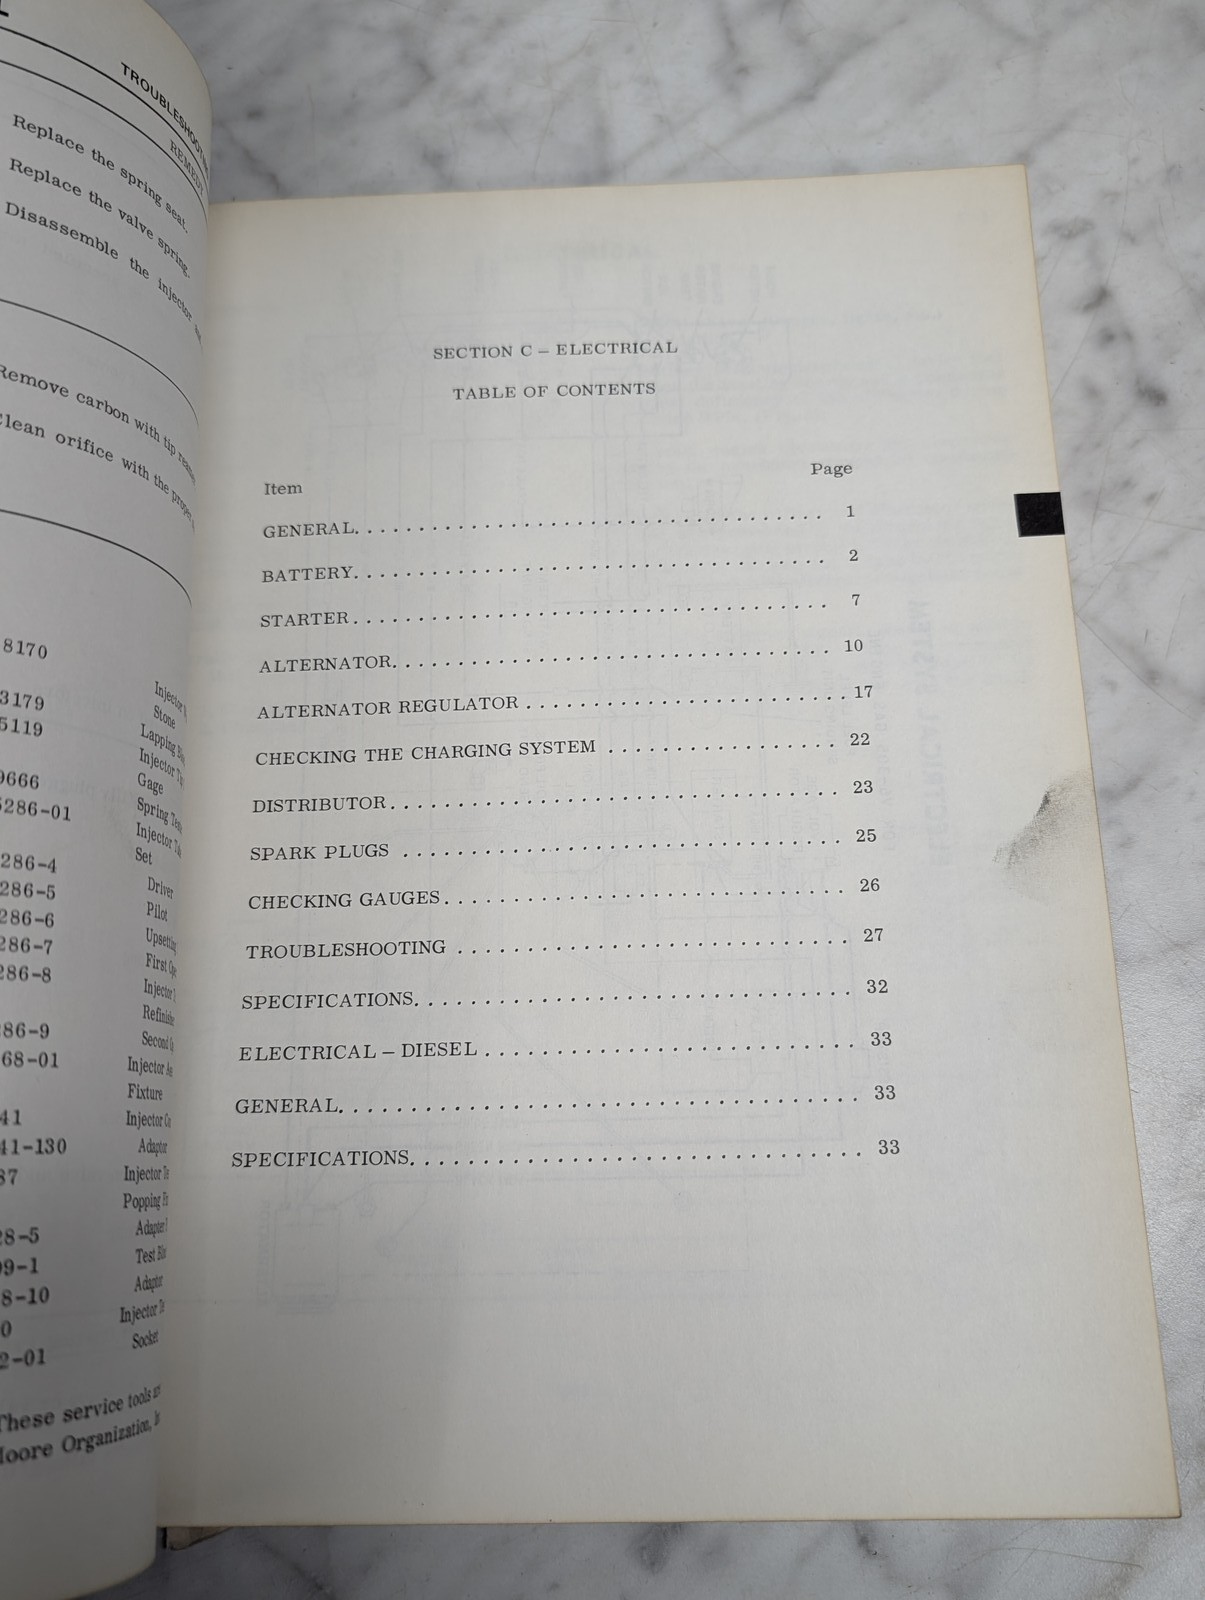 TROUBLESHOOTING
REMEDY
Replace the spring seat.
Replace the valve spring.
Disassemble the injector
Remove carbon with tip
Clean orifice with the proper
8170
3179
5119
9666
286-01
286-4
286-5
286-6
286-7
286-8
86-9
68-01
41
41-130
87
28-5
99-1
8-10
0
2-01
Injector
Stone
Lapping
Injector
Gage
Spring
Injector
Set
Driver
Pilot
Upsetting
First
Injector
Second
Injector
Fixture
Injector
Adaptor
Injector
Popping
Adapter
Test
Adaptor
Injector
Socket
These service tools
Moore Organization,
SECTION C – ELECTRICAL
TABLE OF CONTENTS
Item Page
GENERAL. . . . . . . . . . . . . . . . . . . . . . . . . . . . . . . . . 1
BATTERY. . . . . . . . . . . . . . . . . . . . . . . . . . . . . . . . . 2
STARTER . . . . . . . . . . . . . . . . . . . . . . . . . . . . . . . . . 7
ALTERNATOR. . . . . . . . . . . . . . . . . . . . . . . . . . . . . . 10
ALTERNATOR REGULATOR . . . . . . . . . . . . . . . . . . . . . . 17
CHECKING THE CHARGING SYSTEM . . . . . . . . . . . . . . . . 22
DISTRIBUTOR . . . . . . . . . . . . . . . . . . . . . . . . . . . . . . 23
SPARK PLUGS . . . . . . . . . . . . . . . . . . . . . . . . . . . . . . 25
CHECKING GAUGES . . . . . . . . . . . . . . . . . . . . . . . . . . . 26
TROUBLESHOOTING . . . . . . . . . . . . . . . . . . . . . . . . . . . 27
SPECIFICATIONS. . . . . . . . . . . . . . . . . . . . . . . . . . . . . 32
ELECTRICAL – DIESEL . . . . . . . . . . . . . . . . . . . . . . . . . 33
GENERAL. . . . . . . . . . . . . . . . . . . . . . . . . . . . . . . . . 33
SPECIFICATIONS. . . . . . . . . . . . . . . . . . . . . . . . . . . . . 33